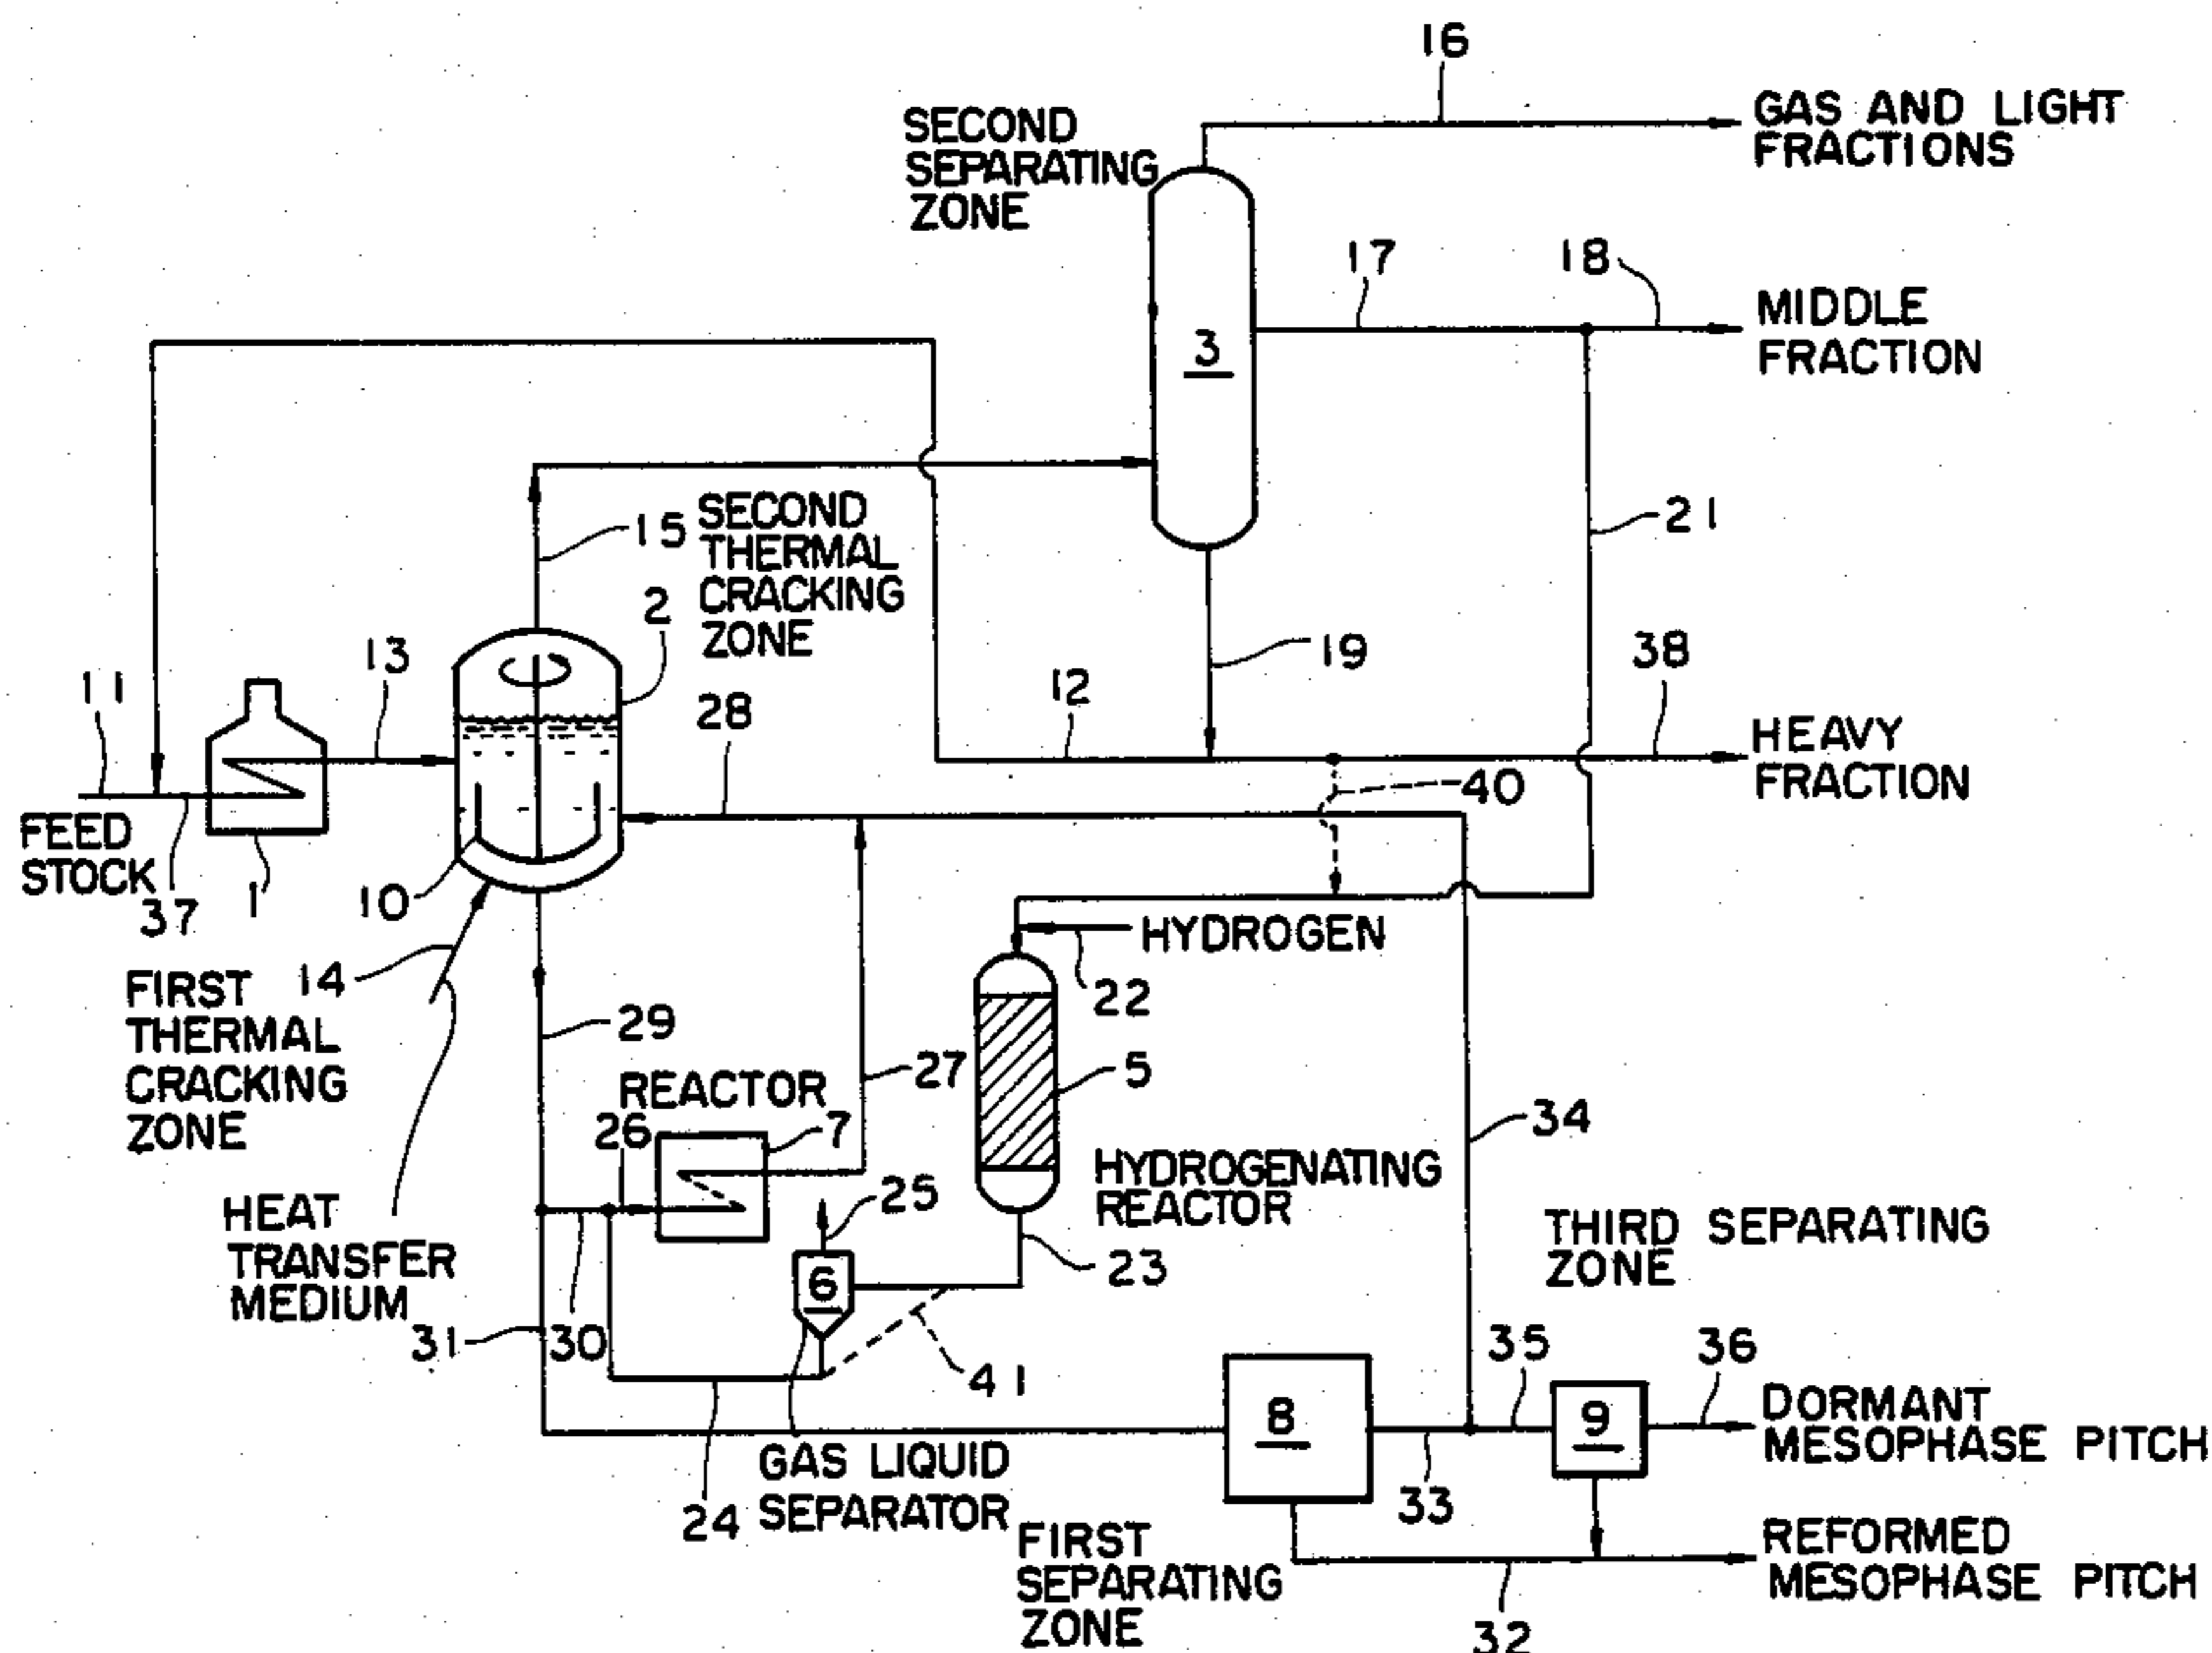 16
GAS AND LIGHT
FRACTIONS
SECOND
SEPARATING
ZONE
17
18
MIDDLE
FRACTION
3
21
15
SECOND
THERMAL
CRACKING
ZONE
2
19
38
13
12
28
11
HEAVY
FRACTION
40
FEED
STOCK
37
1
10
HYDROGEN
22
14
FIRST
THERMAL
CRACKING
ZONE
29
27
5
REACTOR
26
7
34
25
HYDROGENATING
REACTOR
HEAT
TRANSFER
MEDIUM
6
23
THIRD SEPARATING
ZONE
31
30
41
35
36
8
9
DORMANT
MESOPHASE PITCH
24
GAS LIQUID
SEPARATOR
33
FIRST
SEPARATING
ZONE
REFORMED
MESOPHASE PITCH
32